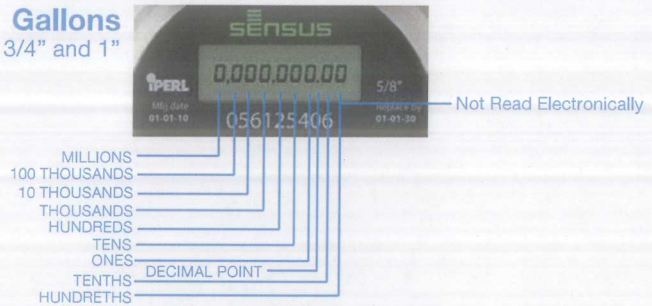 Gallons
3/4” and 1”
sensus
0,000,000.00
iPERL
5/8"
Mfg date
Replace by
01-01-10
056125406
01-01-30
Not Read Electronically
MILLIONS
100 THOUSANDS
10 THOUSANDS
THOUSANDS
HUNDREDS
TENS
ONES
DECIMAL POINT
TENTHS
HUNDRETHS